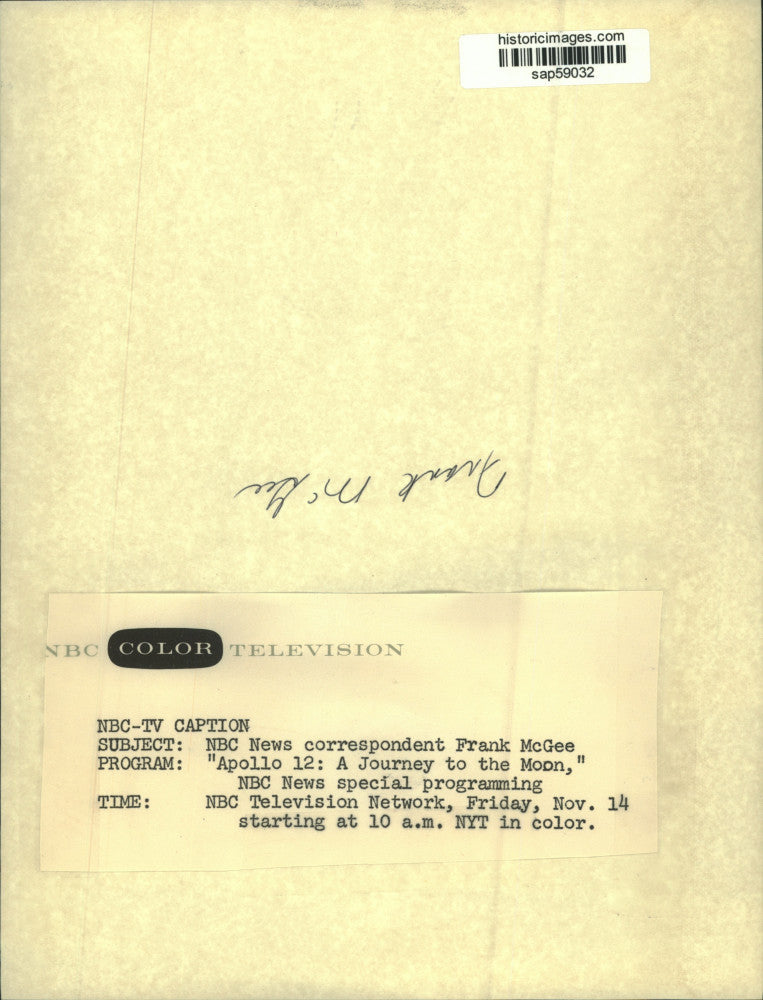 historicimages.com
sap59032
Frank McGee
NBC COLOR TELEVISION
NBC-TV CAPTION
SUBJECT: NBC News correspondent Frank McGee
PROGRAM: "Apollo 12: A Journey to the Moon,"
NBC News special programming
TIME: NBC Television Network, Friday, Nov. 14
starting at 10 a.m. NYT in color.